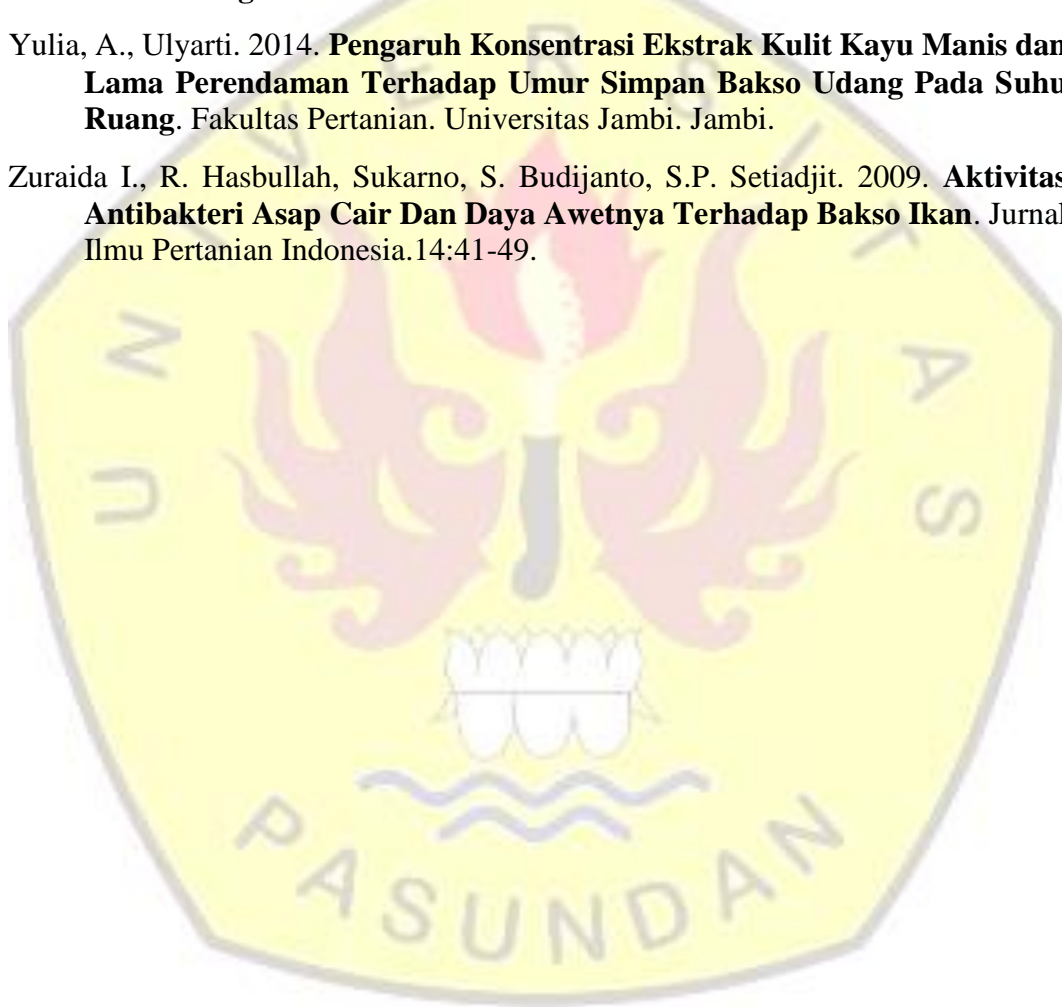 Yulia, A., Ulyarti. 2014. Pengaruh Konsentrasi Ekstrak Kulit Kayu Manis dan
Lama Perendaman Terhadap Umur Simpan Bakso Udang Pada Suhu
Ruang. Fakultas Pertanian. Universitas Jambi. Jambi.
Zuraida I., R. Hasbullah, Sukarno, S. Budijanto, S.P. Setiadjit. 2009. Aktivitas
Antibakteri Asap Cair Dan Daya Awetnya Terhadap Bakso Ikan. Jurnal
Ilmu Pertanian Indonesia.14:41-49.
UNIVERSITAS
PASUNDAN